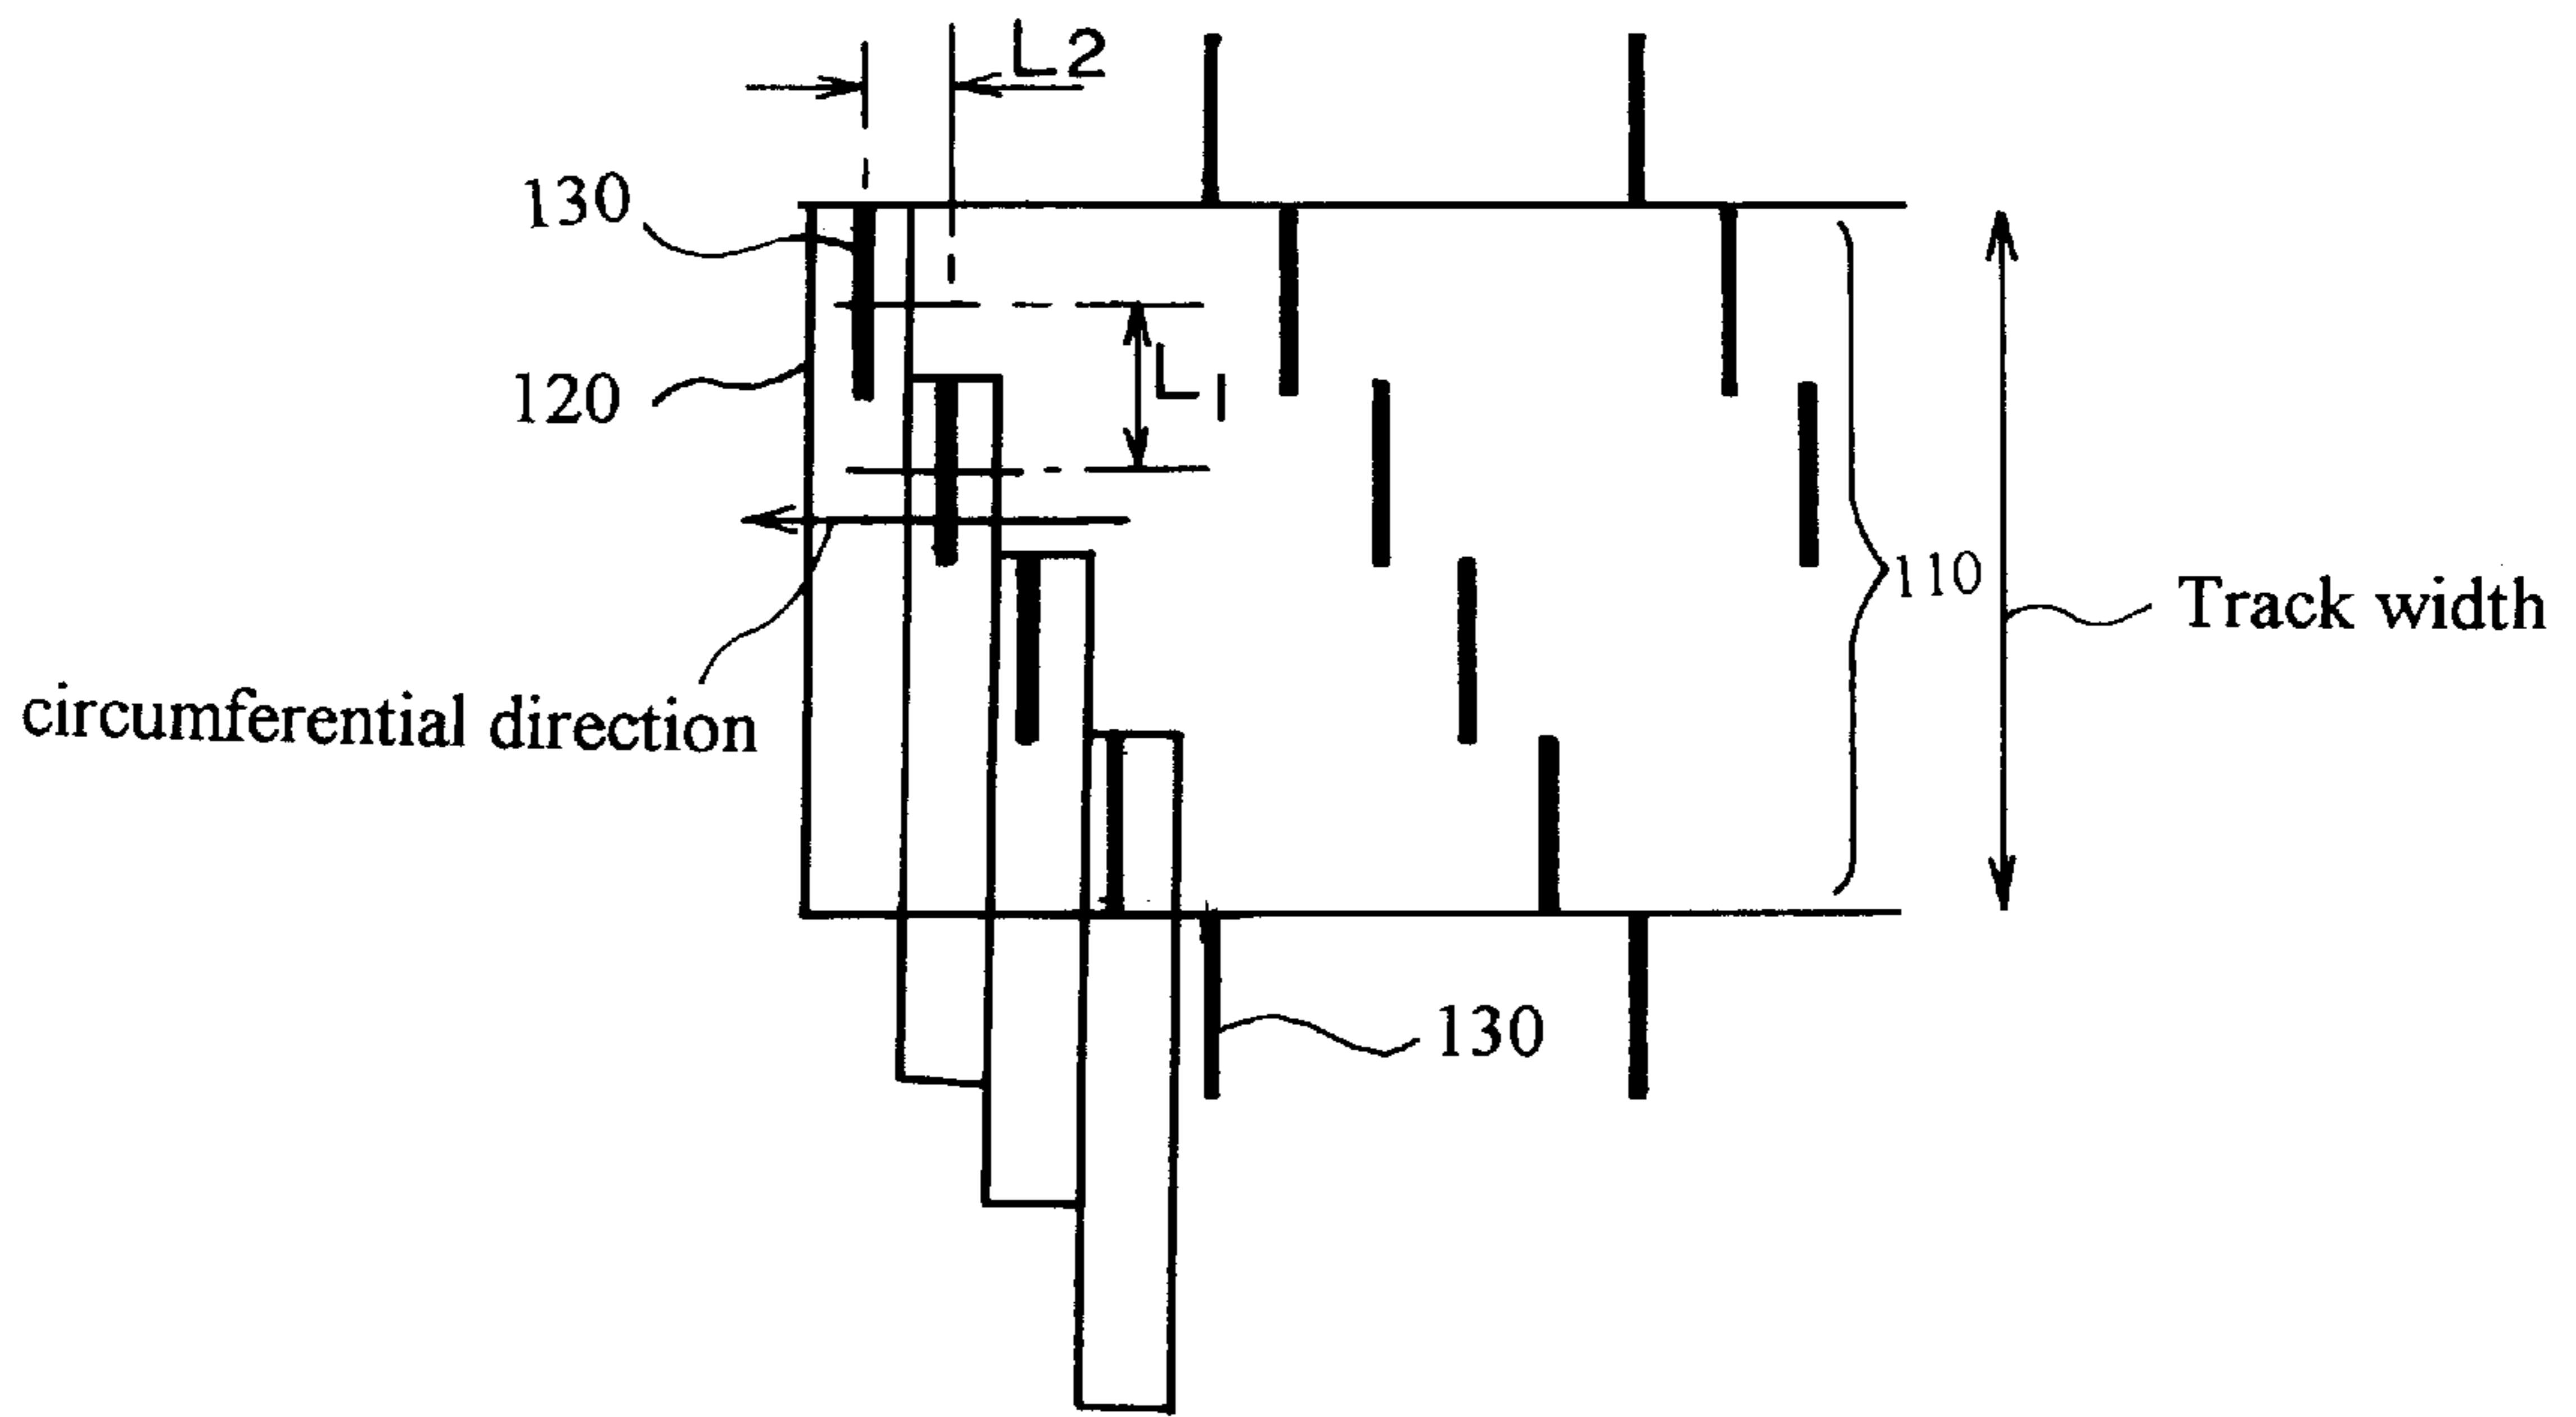 L2
130
120
L1
110
Track width
circumferential direction
130